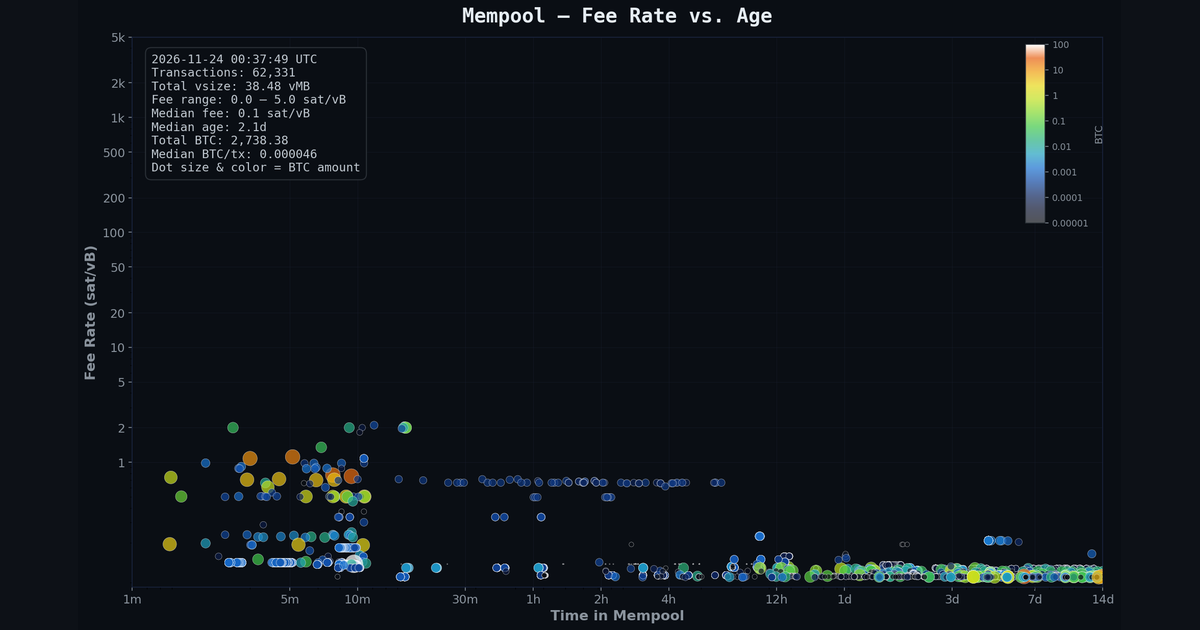 Mempool — Fee Rate vs. Age
2026-11-24 00:37:49 UTC
Transactions: 62,331
Total vsize: 38.48 vMB
Fee range: 0.0 — 5.0 sat/vB
Median fee: 0.1 sat/vB
Median age: 2.1d
Total BTC: 2,738.38
Median BTC/tx: 0.000046
Dot size & color = BTC amount
100
10
1
0.1
0.01
0.001
0.0001
0.00001
BTC
Fee Rate (sat/vB)
5k
2k
1k
500
200
100
50
20
10
5
2
1
1m 5m 10m 30m 1h 2h 4h 12h 1d 3d 7d 14d
Time in Mempool